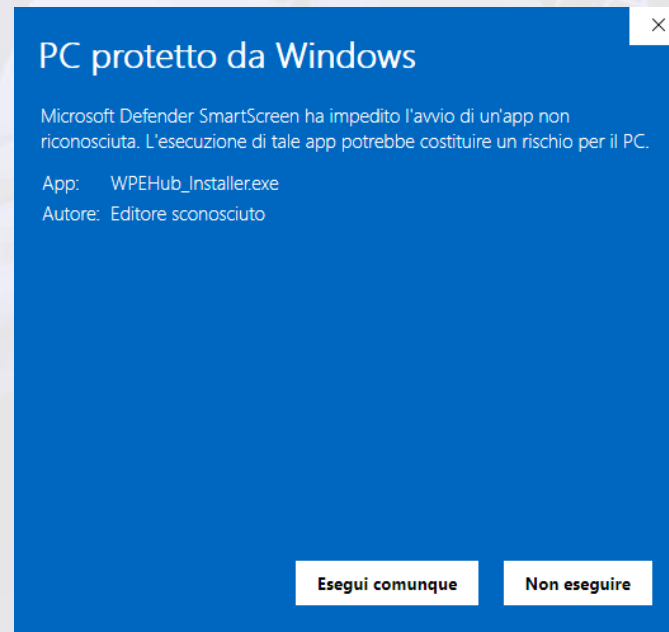 PC protetto da Windows
Microsoft Defender SmartScreen ha impedito l'avvio di un'app non
riconosciuta. L'esecuzione di tale app potrebbe costituire un rischio per il PC.
App: WPEHub_Installer.exe
Autore: Editore sconosciuto
Esegui comunque Non eseguire